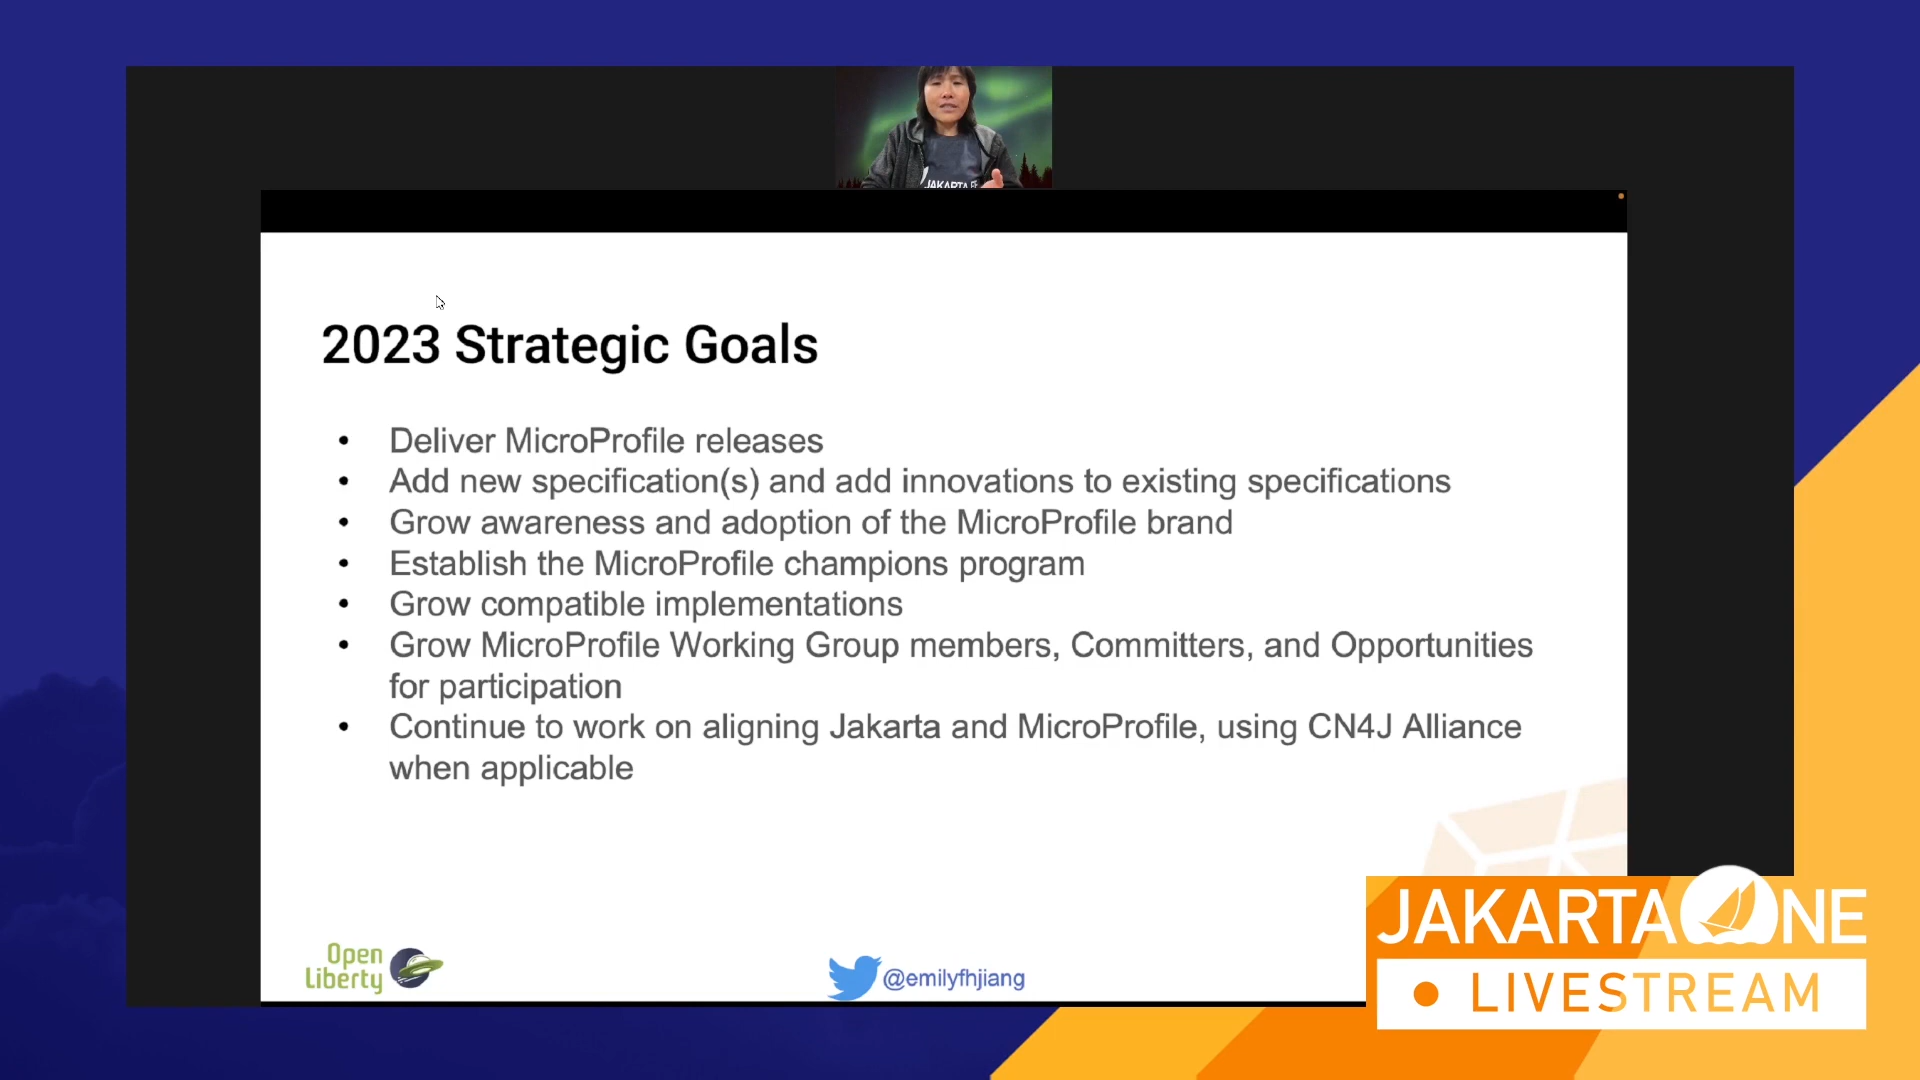 JAKARTA
2023 Strategic Goals
• Deliver MicroProfile releases
• Add new specification(s) and add innovations to existing specifications
• Grow awareness and adoption of the MicroProfile brand
• Establish the MicroProfile champions program
• Grow compatible implementations
• Grow MicroProfile Working Group members, Committers, and Opportunities
for participation
• Continue to work on aligning Jakarta and MicroProfile, using CN4J Alliance
when applicable
Open
Liberty
@emilyfhjiang
JAKARTAONE
LIVESTREAM